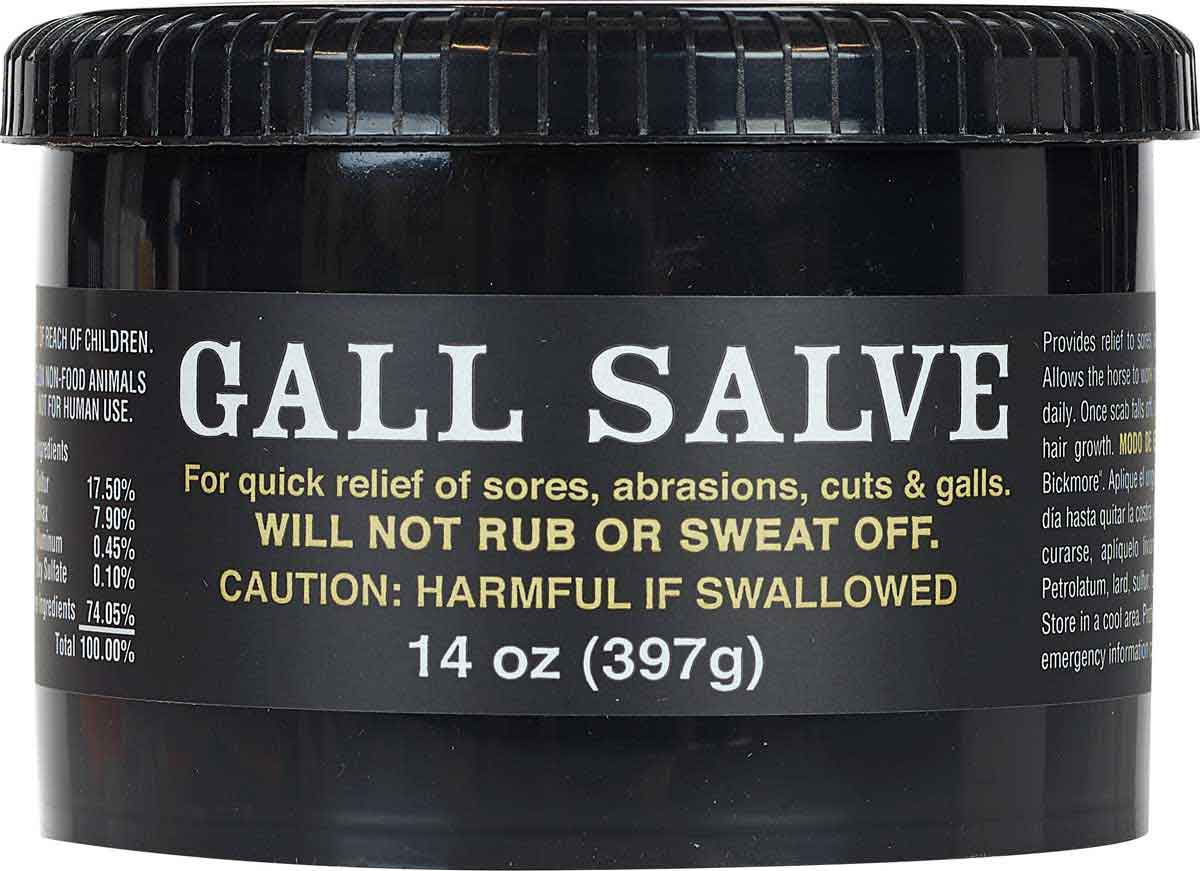 OF REACH OF CHILDREN.
NON-FOOD ANIMALS
NOT FOR HUMAN USE.
17.50%
7.90%
0.45%
Sulfate 0.10%
74.05%
Total 100.00%
GALL SALVE
For quick relief of sores, abrasions, cuts & galls.
WILL NOT RUB OR SWEAT OFF.
CAUTION: HARMFUL IF SWALLOWED
14 oz (397g)
Provides relief to sores,
Allows the horse to
daily. Once scab falls off,
hair growth. MODO DE
Bickmore®. Aplique el
día hasta quitar la costra
curarse, aplíquelo
Petrolatum, lard, sulfur,
Store in a cool area.
emergency information